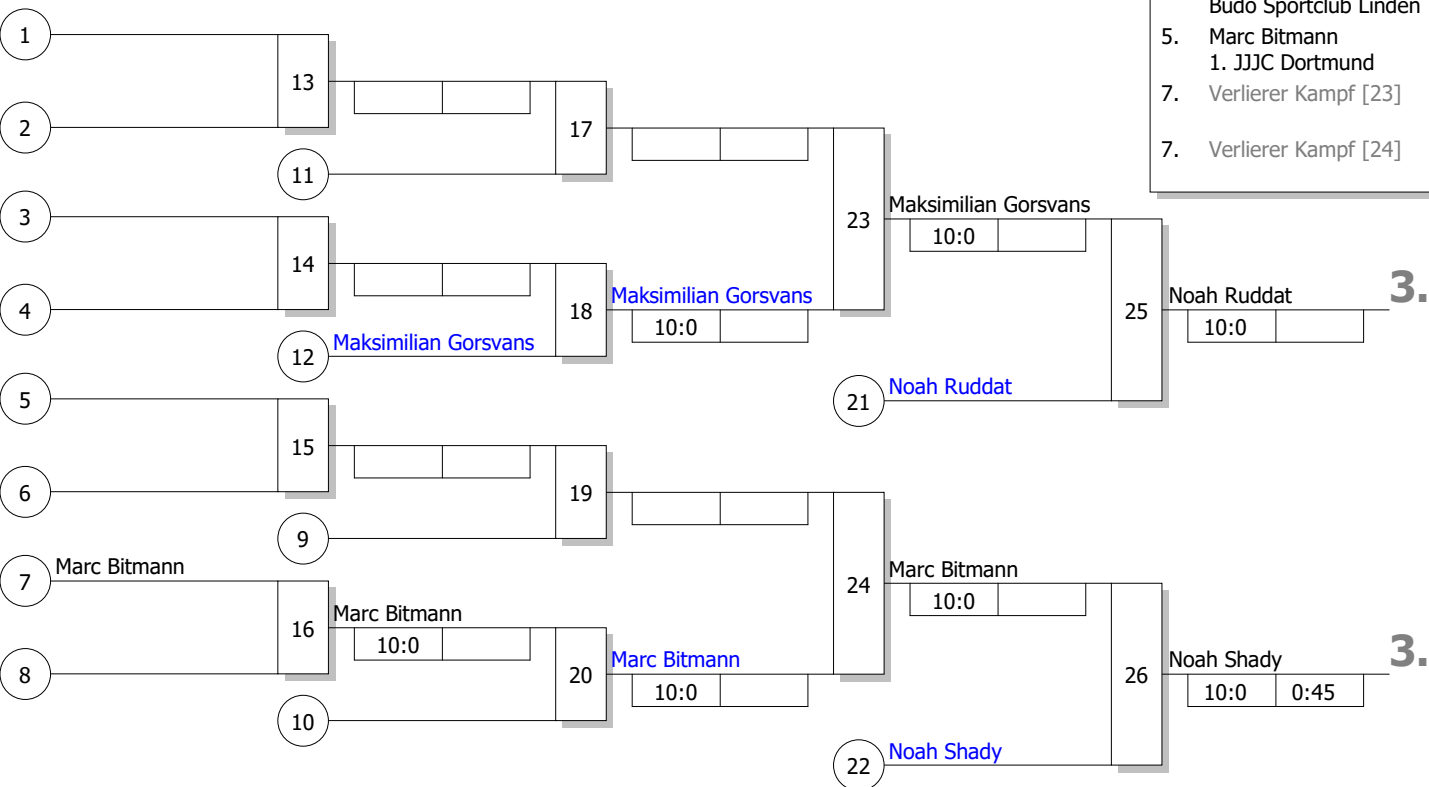 Budo Sportclub Linden
5. Marc Bitmann
1. JJJC Dortmund
7. Verlierer Kampf [23]
7. Verlierer Kampf [24]
1
13
2
17
11
3
23
Maksimilian Gorsvans
10:0
14
4
18
Maksimilian Gorsvans
10:0
12
Maksimilian Gorsvans
25
Noah Ruddat
10:0
3.
5
21
Noah Ruddat
15
6
19
9
7
Marc Bitmann
24
Marc Bitmann
10:0
16
Marc Bitmann
10:0
8
20
Marc Bitmann
10:0
10
26
Noah Shady
10:0 0:45
3.
22
Noah Shady